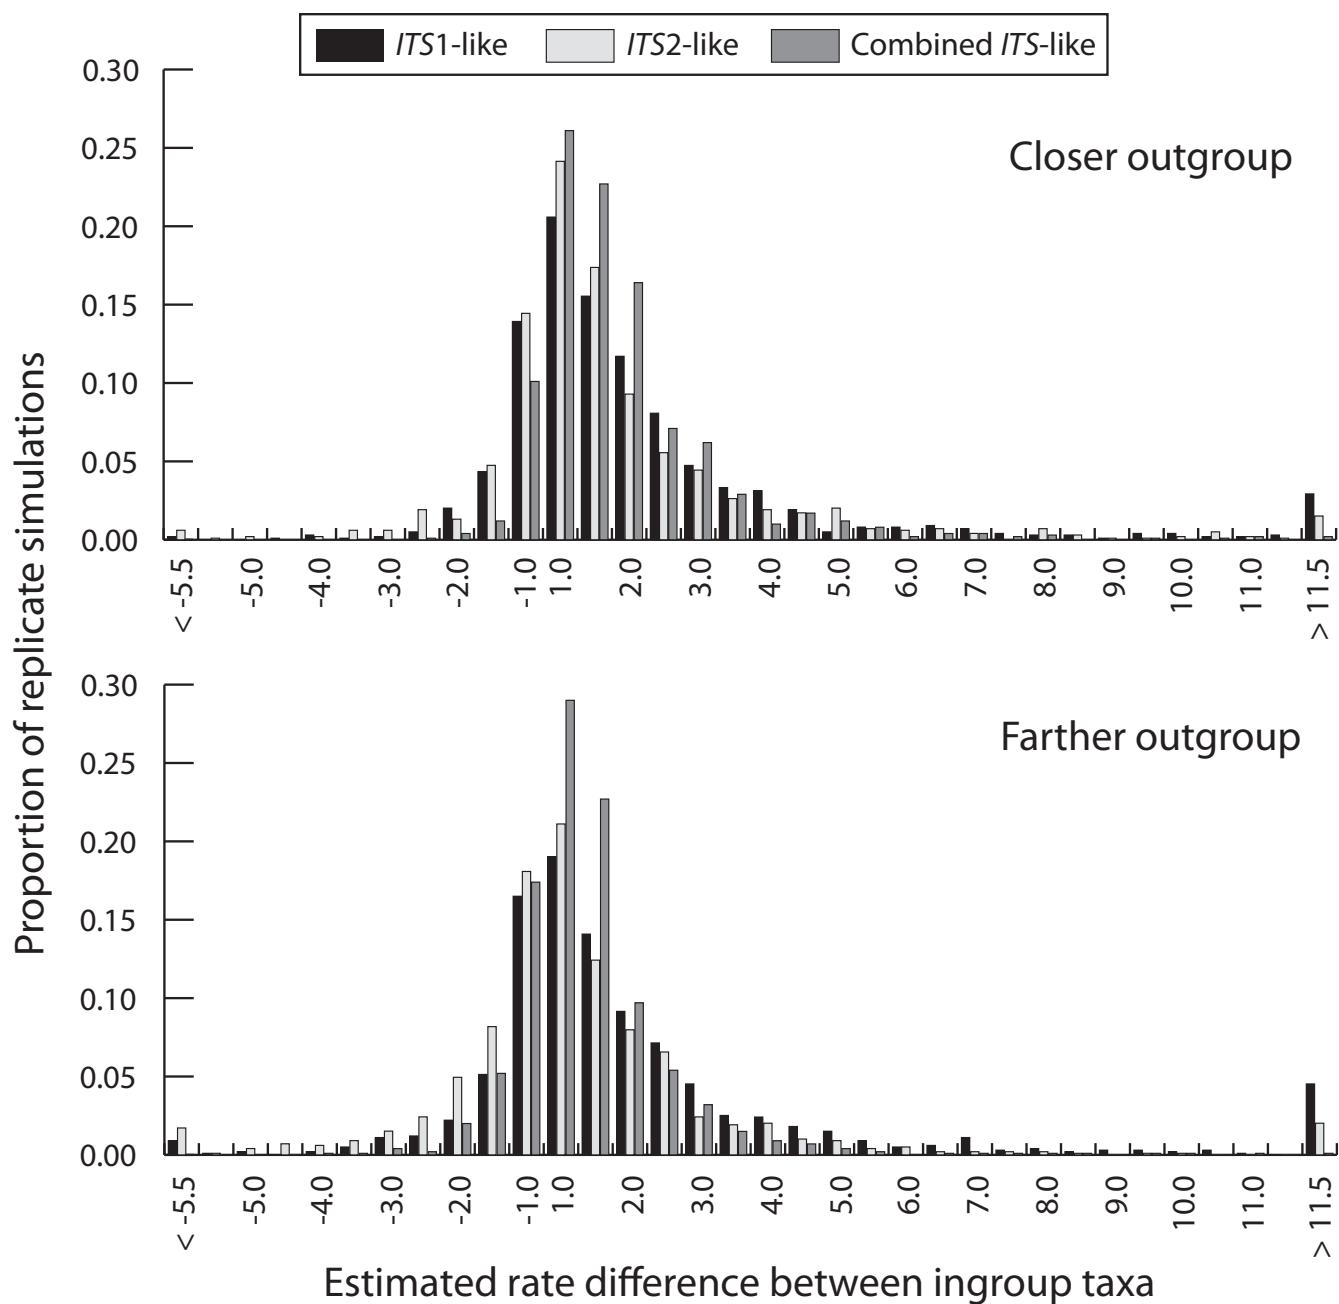 ITS1-like ITS2-like Combined ITS-like
0.30
0.25
0.20
0.15
0.10
0.05
0.00
Closer outgroup
< -5.5 -5.0 -4.0 -3.0 -2.0 -1.0 1.0 2.0 3.0 4.0 5.0 6.0 7.0 8.0 9.0 10.0 11.0 > 11.5
Proportion of replicate simulations
0.30
0.25
0.20
0.15
0.10
0.05
0.00
Farther outgroup
< -5.5 -5.0 -4.0 -3.0 -2.0 -1.0 1.0 2.0 3.0 4.0 5.0 6.0 7.0 8.0 9.0 10.0 11.0 > 11.5
Estimated rate difference between ingroup taxa